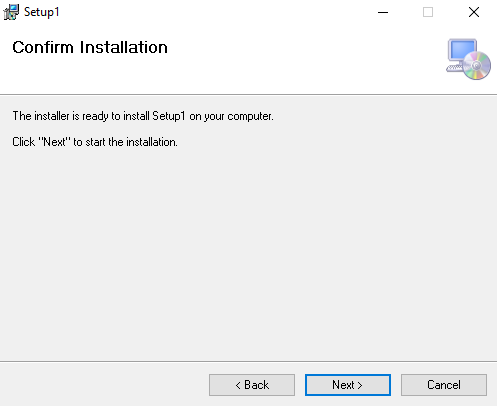 Setup1
Confirm Installation
The installer is ready to install Setup1 on your computer.
Click "Next" to start the installation.
< Back
Next >
Cancel